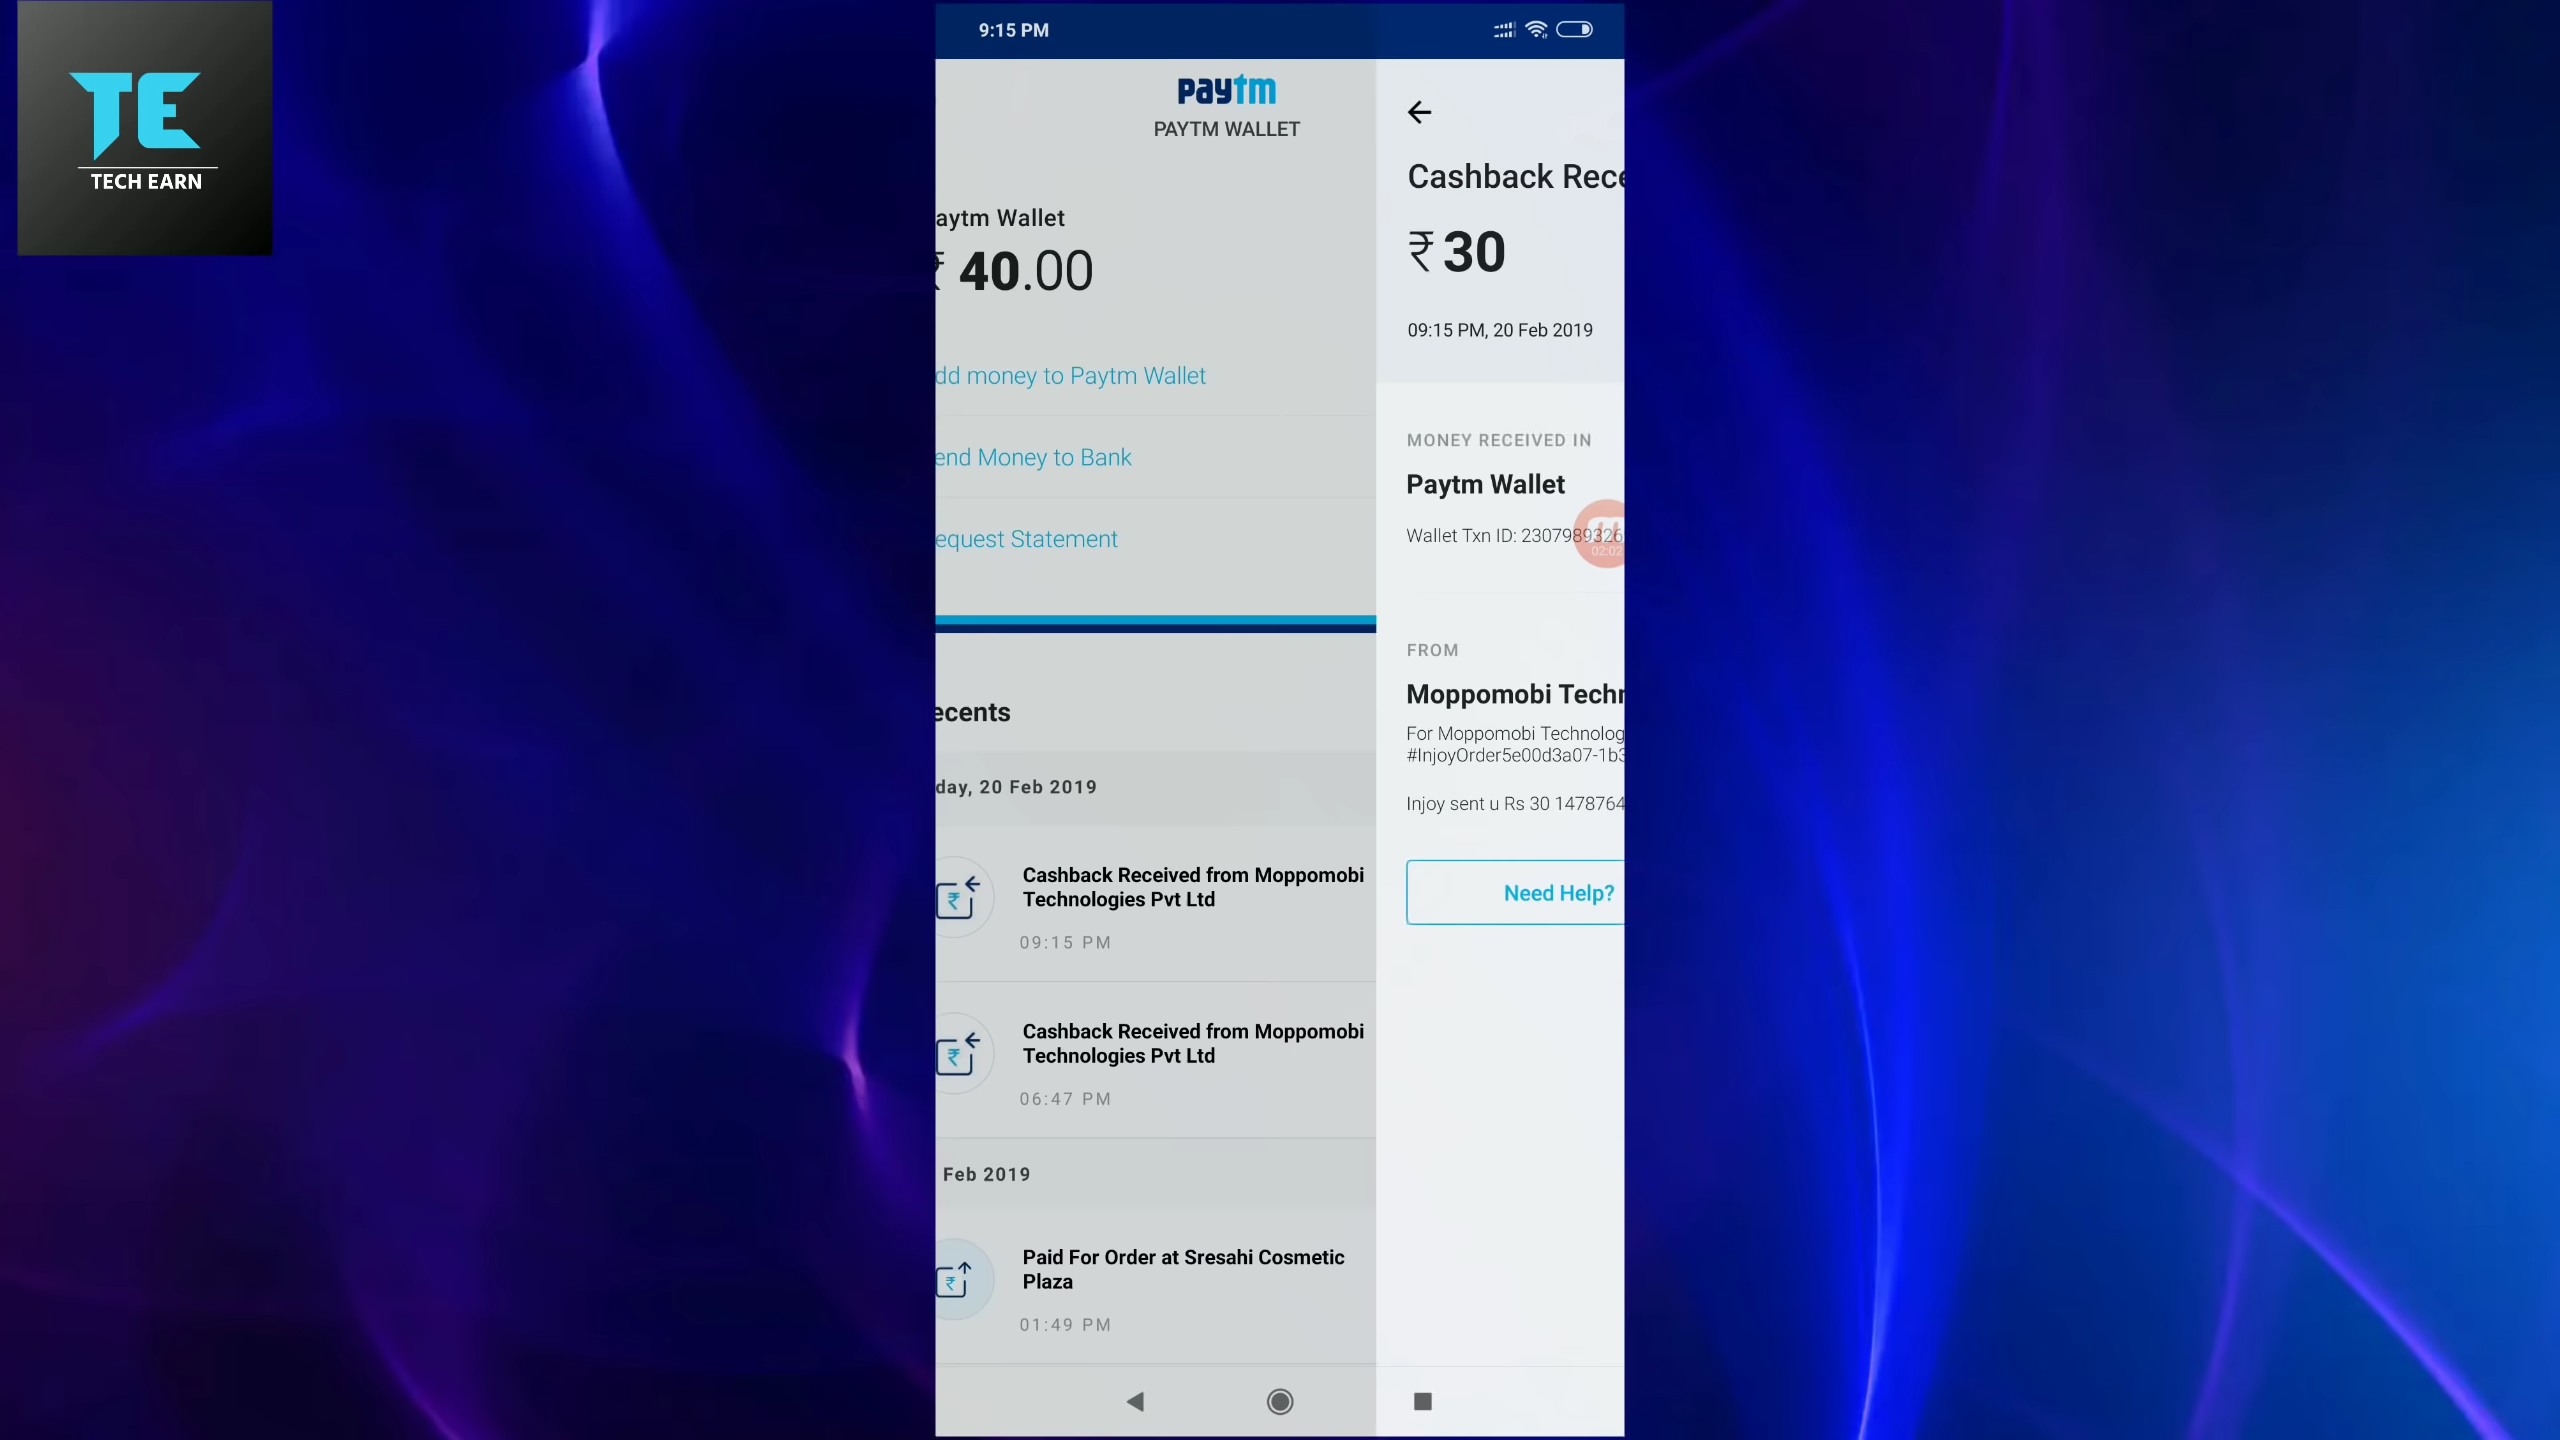 TE
TECH EARN
9:15 PM
paytm
PAYTM WALLET
aytm Wallet
₹ 40.00
dd money to Paytm Wallet
end Money to Bank
equest Statement
ecents
day, 20 Feb 2019
Cashback Received from Moppomobi
Technologies Pvt Ltd
09:15 PM
Cashback Received from Moppomobi
Technologies Pvt Ltd
06:47 PM
Feb 2019
Paid For Order at Sresahi Cosmetic
Plaza
01:49 PM
Cashback Rece
₹ 30
09:15 PM, 20 Feb 2019
MONEY RECEIVED IN
Paytm Wallet
Wallet Txn ID: 2307989326
02:02
FROM
Moppomobi Techn
For Moppomobi Technolog
#InjoyOrder5e00d3a07-1b3
Injoy sent u Rs 30 1478764
Need Help?